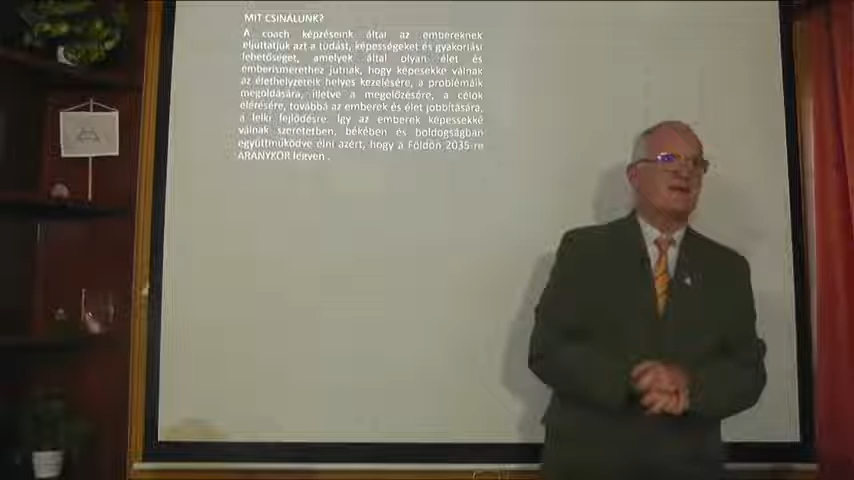 MIT CSINÁLUNK?
A coach képzéseink által az embereknek
eljuttatjuk azt a tudást, képességeket és gyakorlási
lehetőséget, amelyek által olyan élet és
emberismerethez jutnak, hogy képesekké válnak
az élethelyzeteik helyes kezelésére, a problémáik
megoldására, illetve a megelőzésére, a célok
elérésére, továbbá az emberek és élet jobbítására,
a lelki fejlődésre. Így az emberek képessekké
válnak szeretetben, békében és boldogságban
együttműködve élni azért, hogy a Földön 2035-re
ARANYKOR legyen .